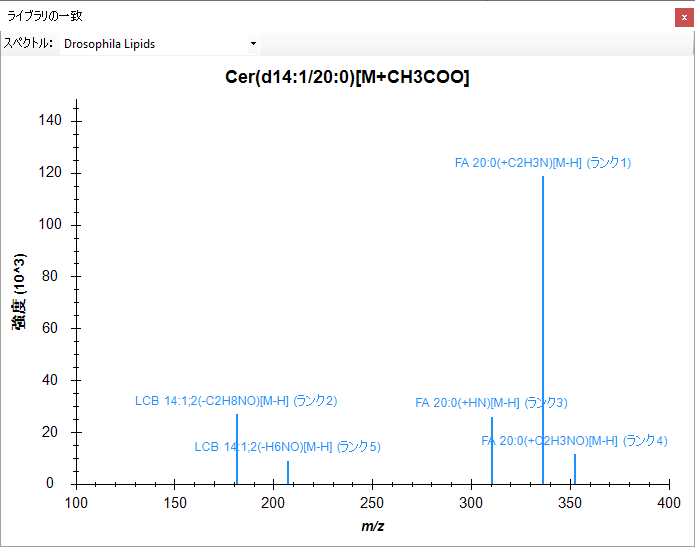 ライブラリの一致
x
スペクトル: Drosophila Lipids
Cer(d14:1/20:0)[M+CH3COO]
140
120
100
80
60
40
20
0
強度 (10^3)
FA 20:0(+C2H3N)[M-H] (ランク1)
LCB 14:1;2(-C2H8NO)[M-H] (ランク2)
FA 20:0(+HN)[M-H] (ランク3)
FA 20:0(+C2H3NO)[M-H] (ランク4)
LCB 14:1;2(-H6NO)[M-H] (ランク5)
100 150 200 250 300 350 400
m/z